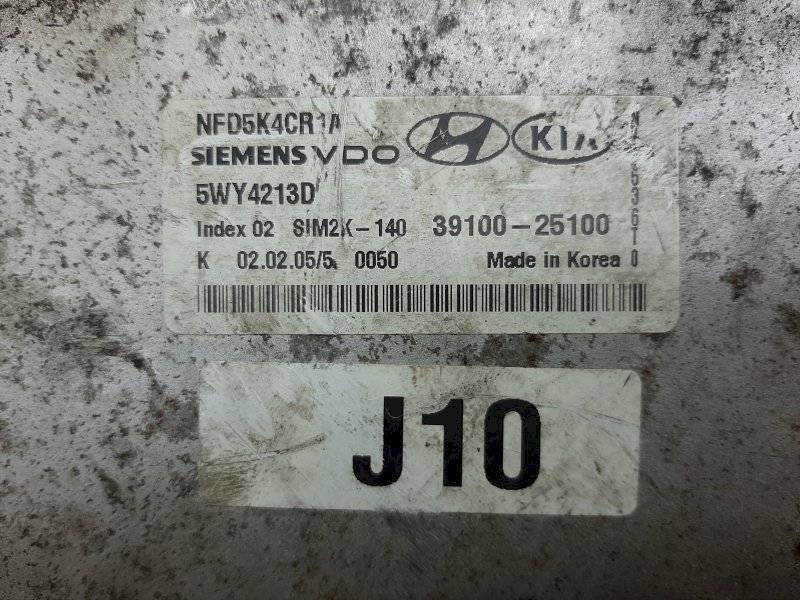 NFD5K4CR1A
SIEMENS VDO KIA
5WY4213D
Index 02 SIM2K-140 39100-25100
K 02.02.05/5. 0050 Made in Korea
J10